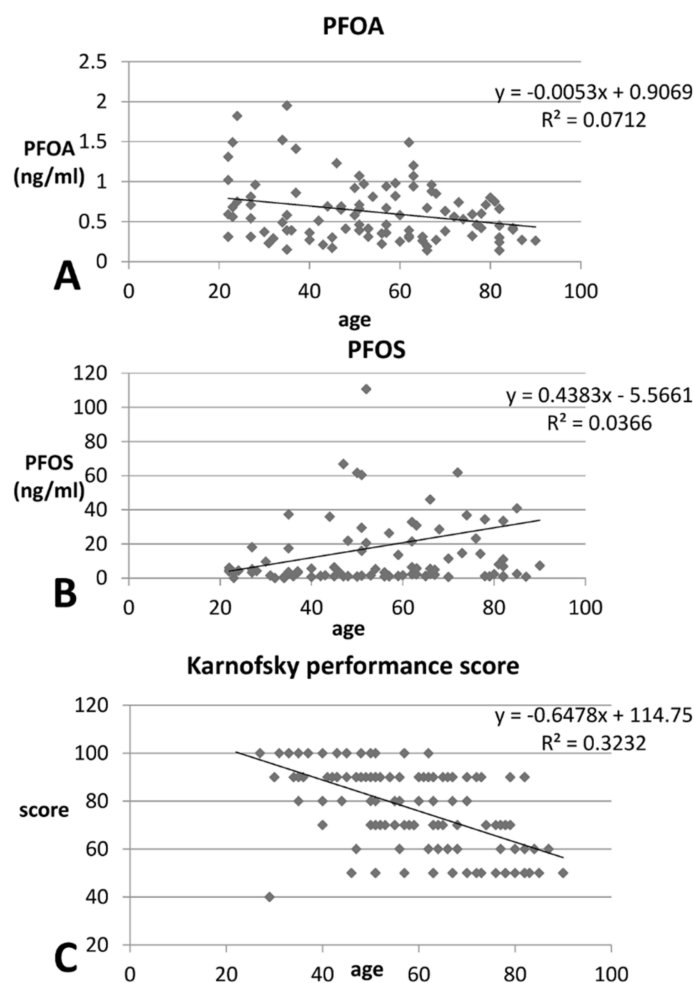 PFOA
2.5
y = -0.0053x + 0.9069
2
R² = 0.0712
PFOA
1.5
(ng/ml)
1
0.5
0
A
0 20 40 60 80 100
age
PFOS
120
y = 0.4383x - 5.5661
100
R² = 0.0366
80
PFOS
60
(ng/ml)
40
20
0
B
0 20 40 60 80 100
age
Karnofsky performance score
120
y = -0.6478x + 114.75
R² = 0.3232
100
score
80
60
40
20
C
0 20 40 60 80 100
age